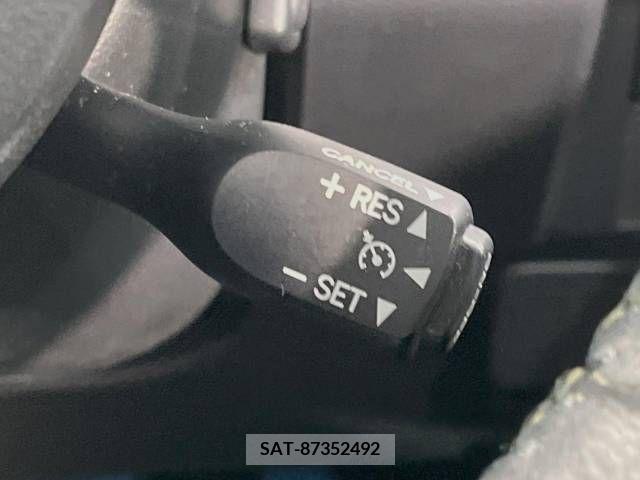 CANCEL
+ RES
− SET
SAT-87352492